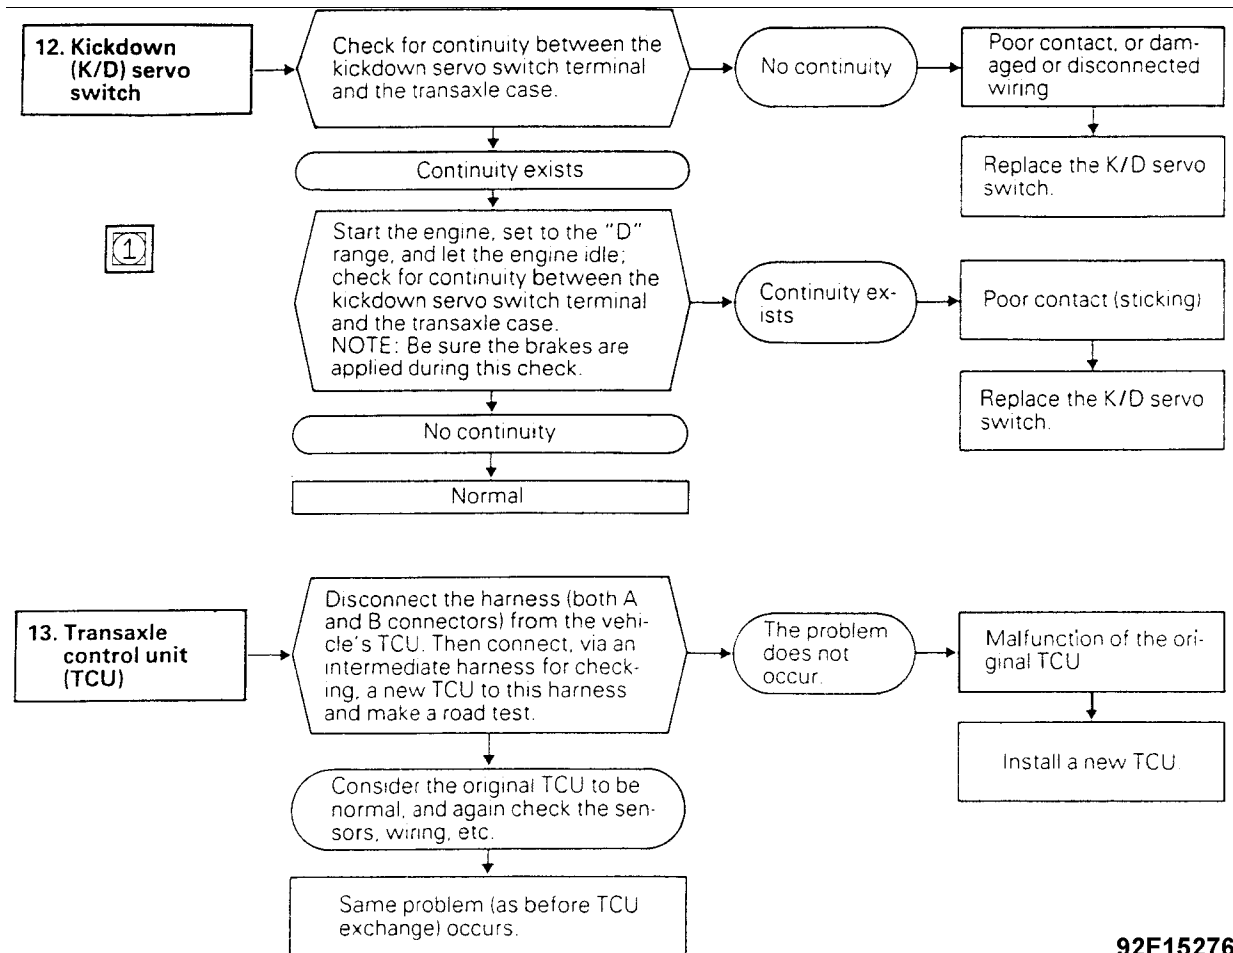 12. Kickdown
(K/D) servo
switch
Check for continuity between the
kickdown servo switch terminal
and the transaxle case.
No continuity
Poor contact, or dam-
aged or disconnected
wiring
Replace the K/D servo
switch.
Continuity exists
1
Start the engine, set to the "D"
range, and let the engine idle;
check for continuity between the
kickdown servo switch terminal
and the transaxle case.
NOTE: Be sure the brakes are
applied during this check.
Continuity ex-
ists
Poor contact (sticking)
Replace the K/D servo
switch.
No continuity
Normal
13. Transaxle
control unit
(TCU)
Disconnect the harness (both A
and B connectors) from the vehi-
cle's TCU. Then connect, via an
intermediate harness for check-
ing, a new TCU to this harness
and make a road test.
The problem
does not
occur.
Malfunction of the ori-
ginal TCU
Install a new TCU.
Consider the original TCU to be
normal, and again check the sen-
sors, wiring, etc.
Same problem (as before TCU
exchange) occurs.
92F15276